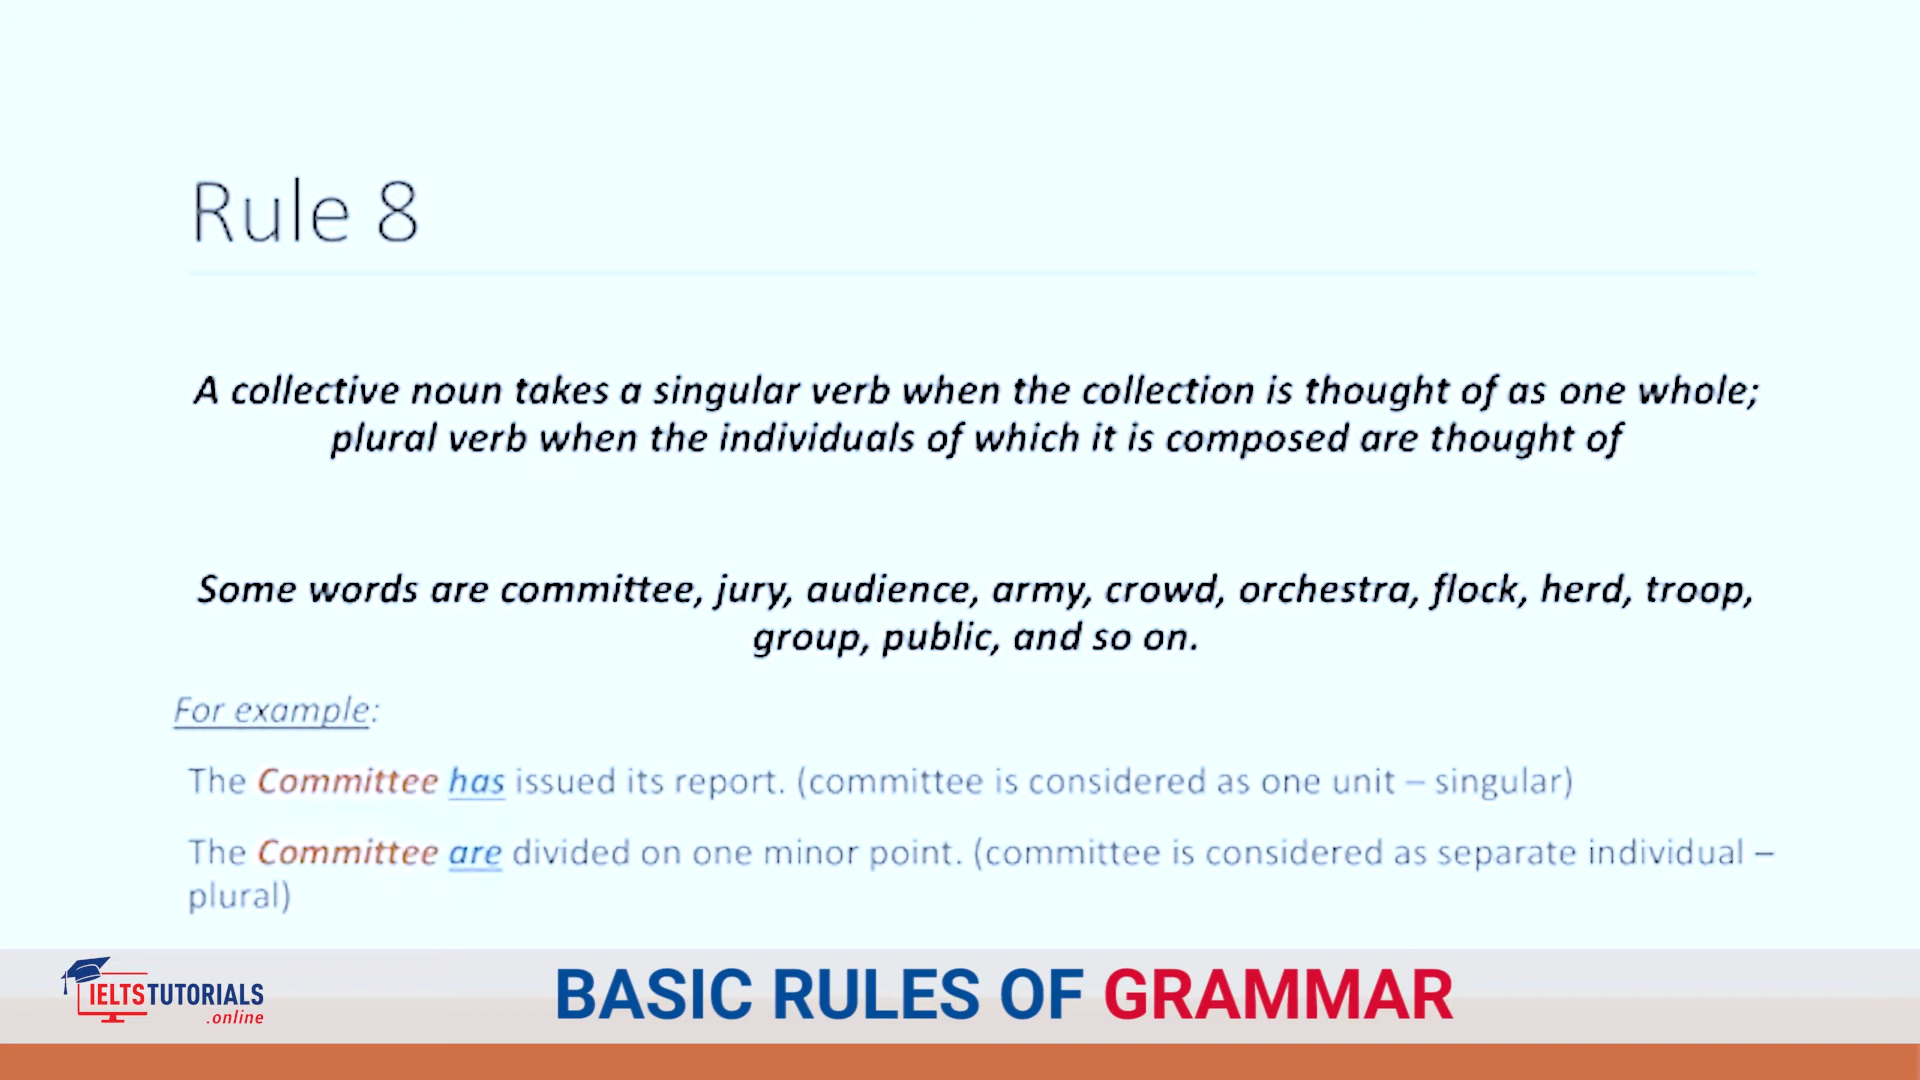 Rule 8
A collective noun takes a singular verb when the collection is thought of as one whole;
plural verb when the individuals of which it is composed are thought of
Some words are committee, jury, audience, army, crowd, orchestra, flock, herd, troop,
group, public, and so on.
For example:
The Committee has issued its report. (committee is considered as one unit – singular)
The Committee are divided on one minor point. (committee is considered as separate individual –
plural)
IELTSTUTORIALS
.online
BASIC RULES OF GRAMMAR